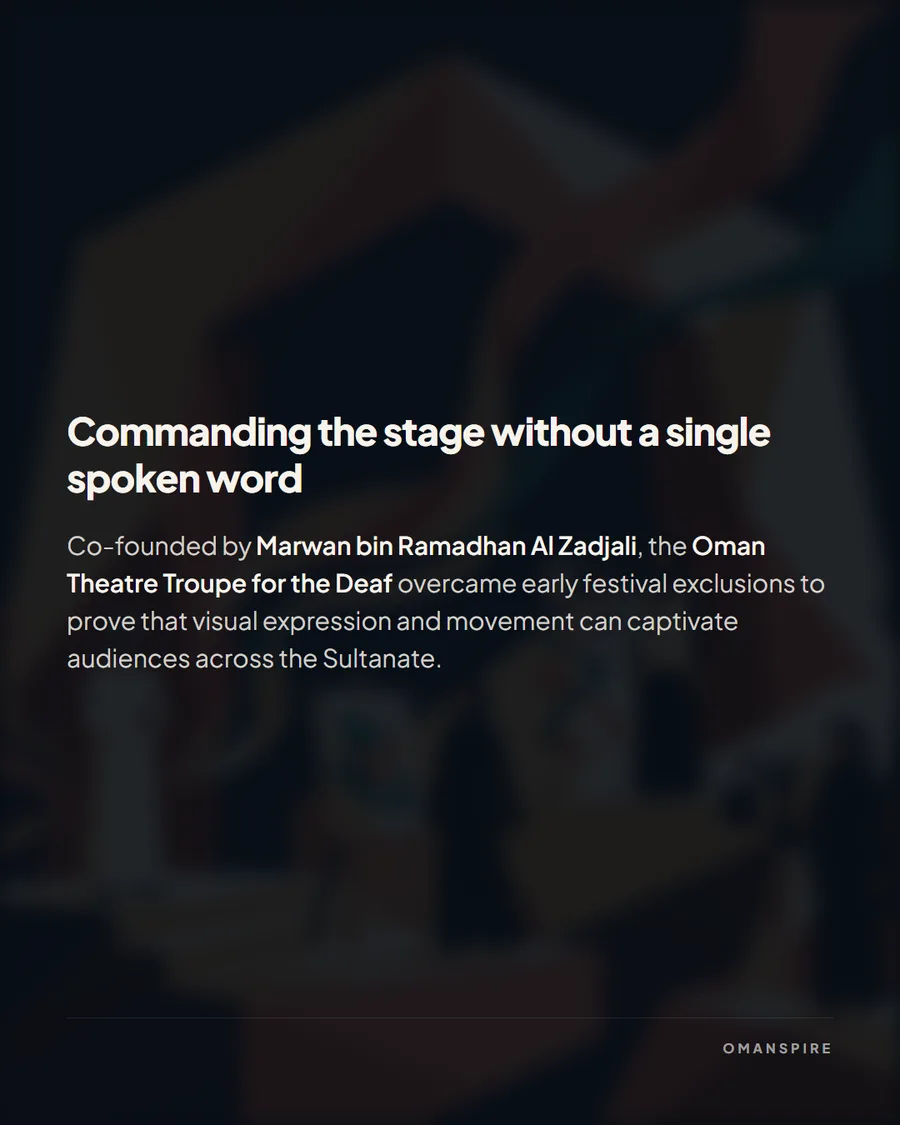 Commanding the stage without a single
spoken word
Co-founded by Marwan bin Ramadhan Al Zadjali, the Oman
Theatre Troupe for the Deaf overcame early festival exclusions to
prove that visual expression and movement can captivate
audiences across the Sultanate.
OMANSPIRE